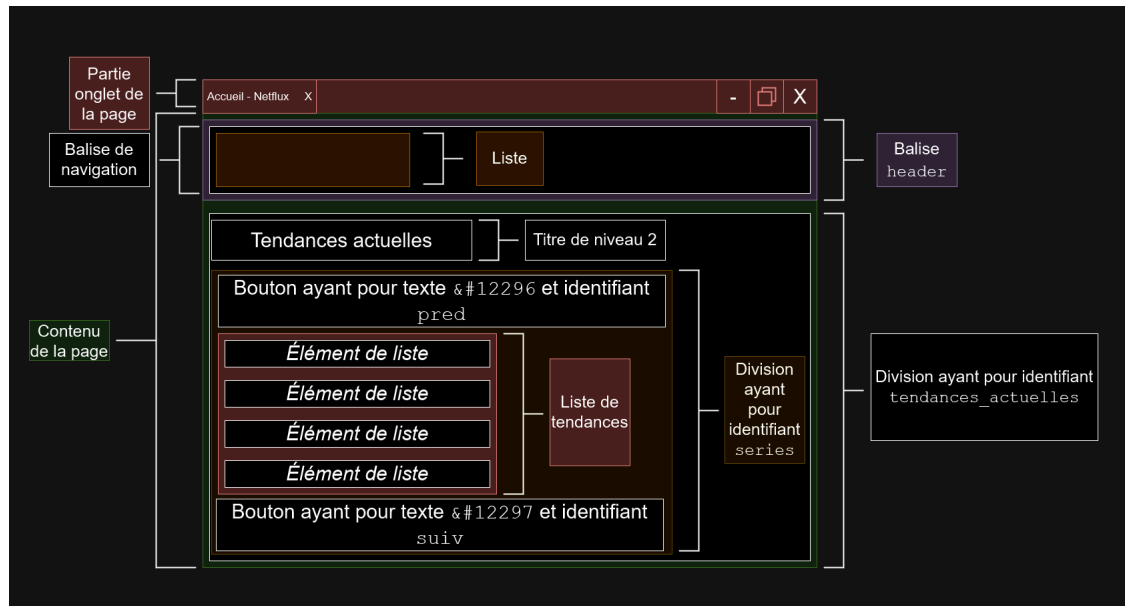 Partie
onglet de
la page
Accueil - Netflux X
- X
Balise de
navigation
Liste
Balise
header
Tendances actuelles
Titre de niveau 2
Bouton ayant pour texte &#12296 et identifiant
pred
Contenu
de la page
Élément de liste
Élément de liste
Élément de liste
Élément de liste
Liste de
tendances
Division
ayant
pour
identifiant
series
Division ayant pour identifiant
tendances_actuelles
Bouton ayant pour texte &#12297 et identifiant
suiv